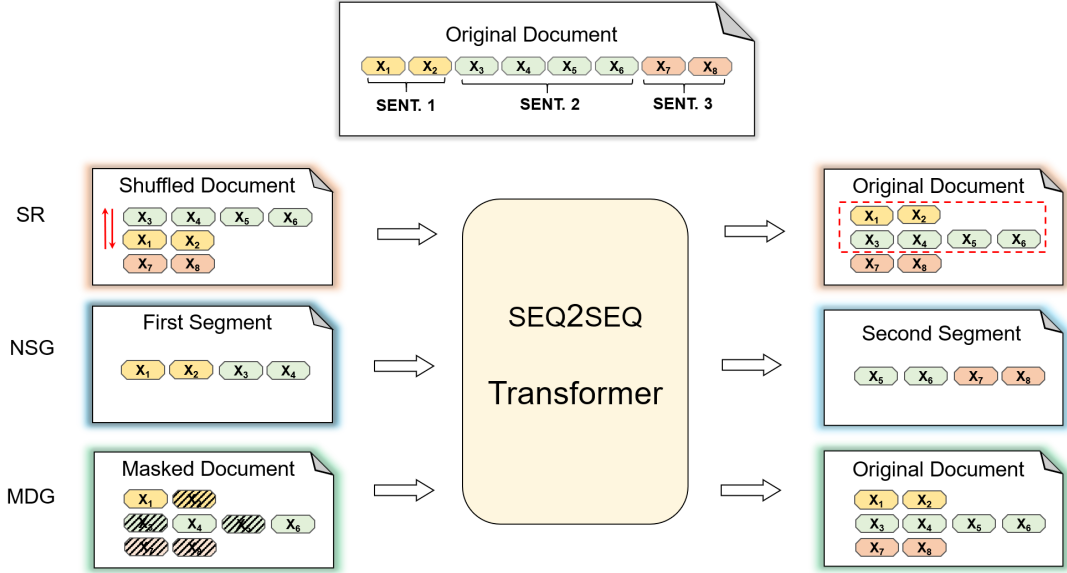 Original Document
X1 X2 X3 X4 X5 X6 X7 X8
SENT. 1 SENT. 2 SENT. 3
SR
Shuffled Document
X3 X4 X5 X6
X1 X2
X7 X8
Original Document
X1 X2
X3 X4 X5 X6
X7 X8
NSG
First Segment
X1 X2 X3 X4
SEQ2SEQ
Transformer
Second Segment
X5 X6 X7 X8
MDG
Masked Document
X1
X4 X6
Original Document
X1 X2
X3 X4 X5 X6
X7 X8